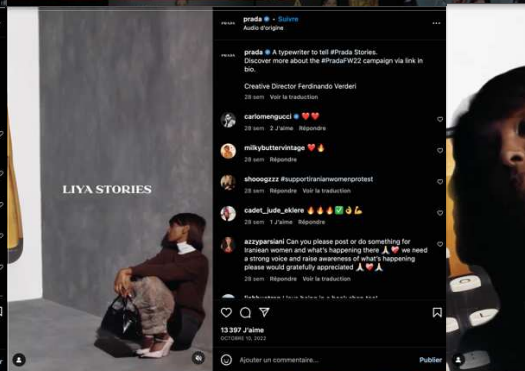 LIYA STORIES
prada • Suivre
Audio d'origine
prada A typewriter to tell #Prada Stories.
Discover more about the #PradaFW22 campaign via link in
bio.
Creative Director Ferdinando Verderi
28 sem Voir la traduction
carlomengucci ❤️❤️
28 sem 2 J'aime Répondre
milkybuttervintage ❤️🔥
28 sem Répondre
shooogzzz #supportiranianwomenprotest
28 sem Répondre Voir la traduction
cadet_jude_eklere 🔥🔥🔥✅👌💪
28 sem 1 J'aime Répondre
azzyparsiani Can you please post or do something for
Iranean women and what's happening there 🙏❤️🙏 we need
a strong voice and raise awareness of what's happening
please would gratefully appreciated 🙏❤️🙏
28 sem Répondre Voir la traduction
13 397 J'aime
OCTOBRE 10, 2022
Ajouter un commentaire...
Publier